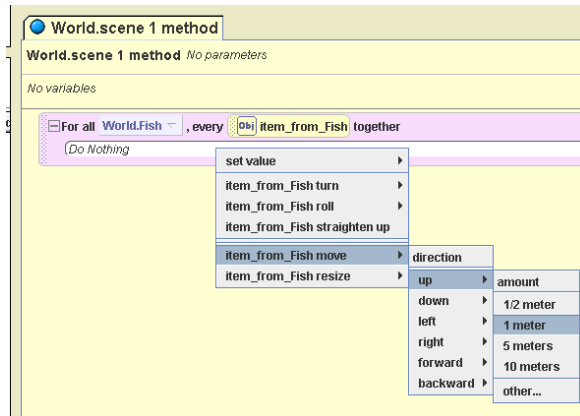 World.scene 1 method
World.scene 1 method No parameters
No variables
For all World.Fish , every Obj item_from_Fish together
Do Nothing
set value
item_from_Fish turn
item_from_Fish roll
item_from_Fish straighten up
item_from_Fish move
item_from_Fish resize
direction
up
down
left
right
forward
backward
amount
1/2 meter
1 meter
5 meters
10 meters
other...